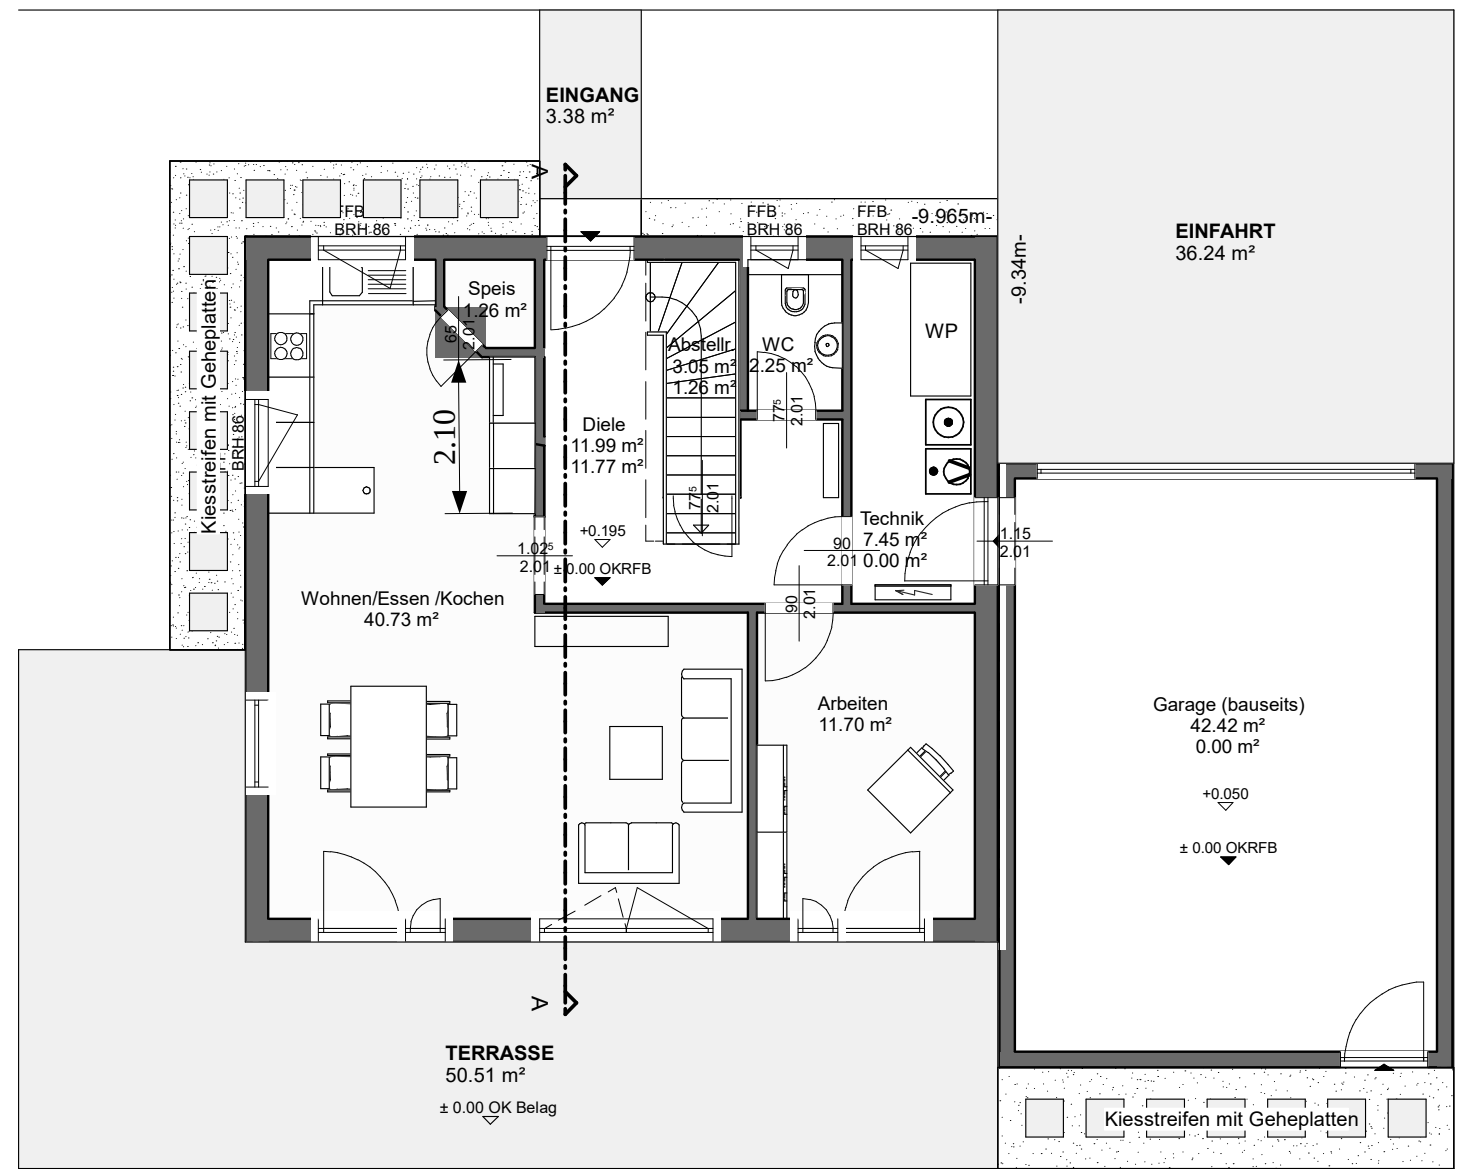 EINGANG
3.38 m²
A
FFB
BRH 86
FFB
BRH 86
FFB
BRH 86
-9.965m-
-9.34m-
EINFAHRT
36.24 m²
Kiesstreifen mit Geheplatten
BRH 86
Speis
1.26 m²
65
2.01
2.10
Abstellr.
3.05 m²
1.26 m²
WC
2.25 m²
77⁵
2.01
WP
Diele
11.99 m²
11.77 m²
77⁵
2.01
+0.195
± 0.00 OKRFB
1.02⁵
2.01
Technik
7.45 m²
0.00 m²
90
2.01
1.15
2.01
90
2.01
Wohnen/Essen /Kochen
40.73 m²
Arbeiten
11.70 m²
Garage (bauseits)
42.42 m²
0.00 m²
+0.050
± 0.00 OKRFB
A
TERRASSE
50.51 m²
± 0.00 OK Belag
Kiesstreifen mit Geheplatten